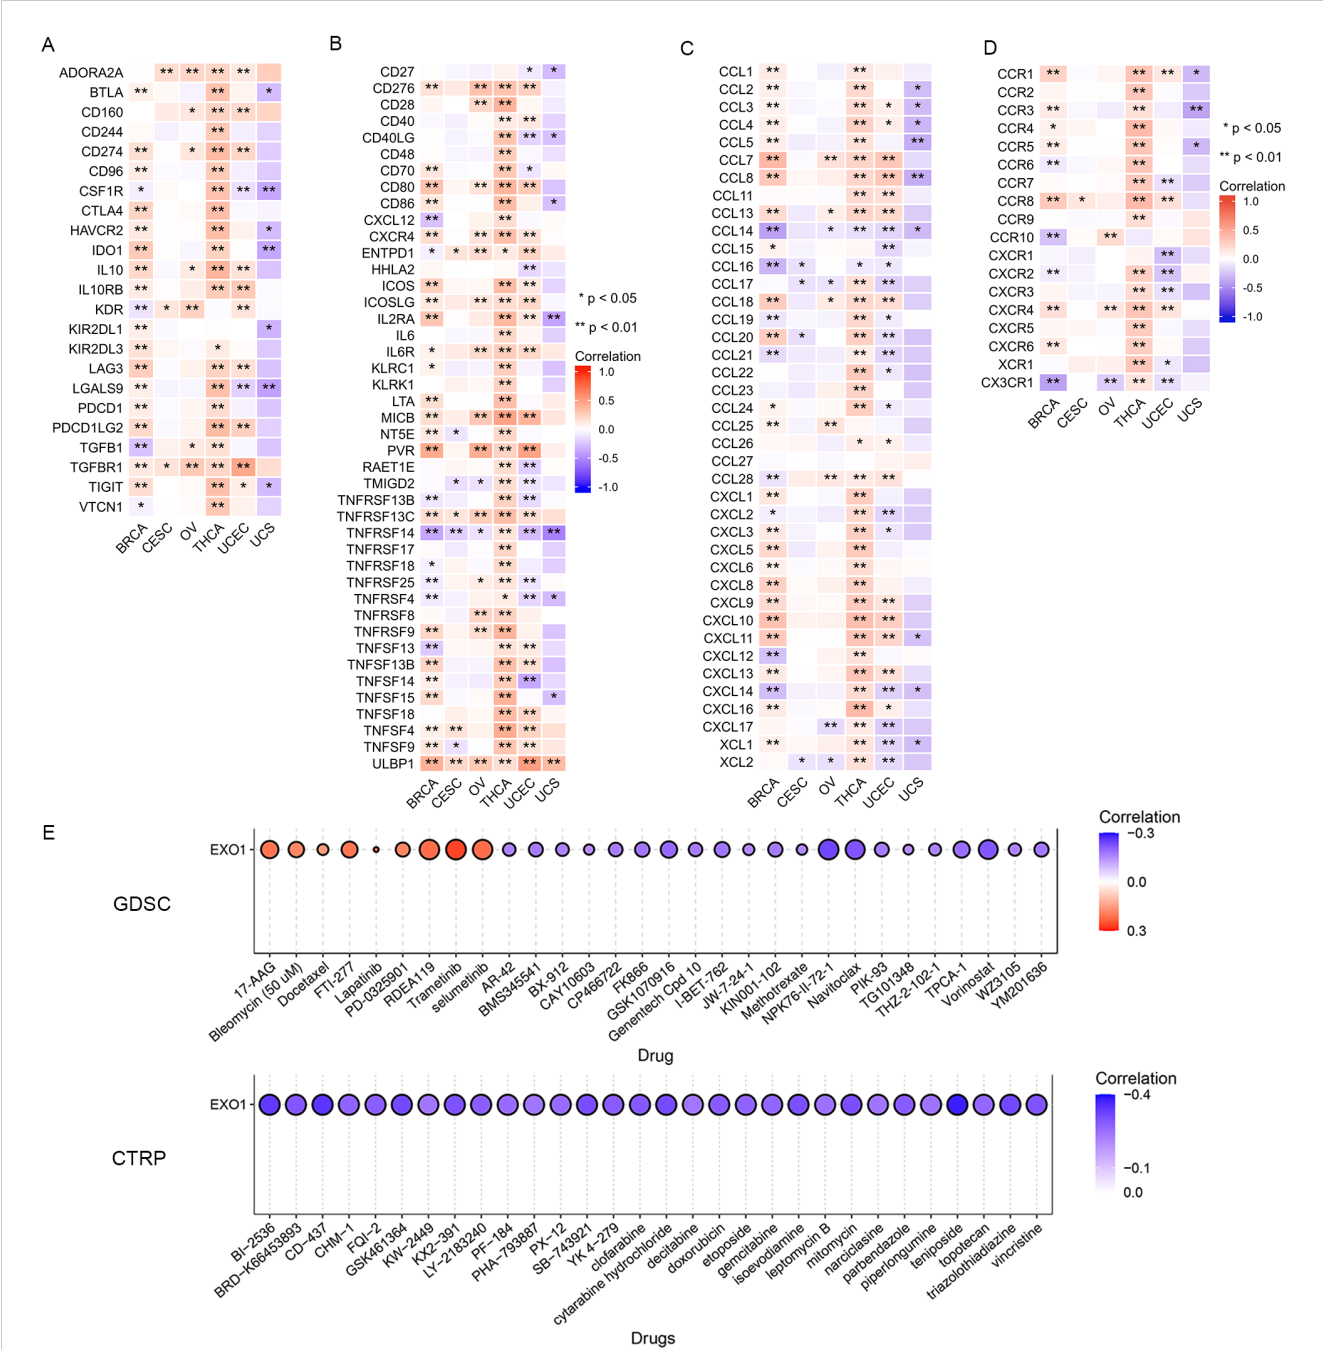 A
ADORA2A ** ** ** **
BTLA ** ** *
CD160 * ** **
CD244 **
CD274 ** * ** **
CD96 ** **
CSF1R * ** ** **
CTLA4 ** **
HAVCR2 ** ** *
IDO1 ** ** **
IL10 ** * ** **
IL10RB ** ** **
KDR ** * ** **
KIR2DL1 ** *
KIR2DL3 ** *
LAG3 ** ** **
LGALS9 ** ** ** **
PDCD1 ** **
PDCD1LG2 ** ** **
TGFB1 ** * **
TGFBR1 ** * ** ** **
TIGIT ** ** * *
VTCN1 * **
BRCA CESC OV THCA UCEC UCS
B
CD27 * *
CD276 ** ** ** **
CD28 ** **
CD40 ** **
CD40LG ** ** *
CD48 **
CD70 ** ** *
CD80 ** ** ** **
CD86 ** ** *
CXCL12 ** **
CXCR4 ** ** ** **
ENTPD1 * * ** * **
HHLA2 **
ICOS ** ** **
ICOSLG ** ** ** **
IL2RA ** ** ** **
IL6 **
IL6R * ** ** **
KLRC1 * **
KLRK1 **
LTA ** **
MICB ** ** ** **
NT5E ** * **
PVR ** ** ** **
RAET1E ** **
TMIGD2 * * ** **
TNFRSF13B ** ** **
TNFRSF13C ** * ** ** **
TNFRSF14 ** ** * ** ** **
TNFRSF17 **
TNFRSF18 * **
TNFRSF25 ** * ** **
TNFRSF4 ** * ** *
TNFRSF8 ** **
TNFRSF9 ** ** **
TNFSF13 ** ** **
TNFSF13B ** ** **
TNFSF14 ** ** **
TNFSF15 ** ** *
TNFSF18 ** **
TNFSF4 ** ** ** **
TNFSF9 ** * ** **
ULBP1 ** ** ** ** ** **
BRCA CESC OV THCA UCEC UCS
* p < 0.05
** p < 0.01
Correlation
1.0
0.5
0.0
-0.5
-1.0
C
CCL1 ** **
CCL2 ** ** *
CCL3 ** ** * *
CCL4 ** ** * *
CCL5 ** ** **
CCL7 ** ** ** **
CCL8 ** ** ** **
CCL11 ** **
CCL13 ** * ** **
CCL14 ** * ** ** *
CCL15 * **
CCL16 ** * * *
CCL17 * * ** **
CCL18 ** * ** **
CCL19 ** ** *
CCL20 ** * ** **
CCL21 ** ** **
CCL22 ** *
CCL23 **
CCL24 * ** *
CCL25 ** **
CCL26 * *
CCL27
CCL28 ** ** ** **
CXCL1 ** **
CXCL2 * ** **
CXCL3 ** ** *
CXCL5 ** **
CXCL6 ** **
CXCL8 ** **
CXCL9 ** ** **
CXCL10 ** ** **
CXCL11 ** ** ** *
CXCL12 ** **
CXCL13 ** ** **
CXCL14 ** ** ** *
CXCL16 ** ** *
CXCL17 ** ** **
XCL1 ** ** ** *
XCL2 * * ** **
BRCA CESC OV THCA UCEC UCS
D
CCR1 ** ** ** *
CCR2 **
CCR3 ** ** **
CCR4 * **
CCR5 ** ** *
CCR6 ** **
CCR7 ** **
CCR8 ** * ** **
CCR9 **
CCR10 ** **
CXCR1 **
CXCR2 ** ** **
CXCR3 ** **
CXCR4 ** ** ** **
CXCR5 **
CXCR6 ** **
XCR1 ** *
CX3CR1 ** ** ** **
BRCA CESC OV THCA UCEC UCS
* p < 0.05
** p < 0.01
Correlation
1.0
0.5
0.0
-0.5
-1.0
E
GDSC
EXO1
17-AAG
Bleomycin (50 uM)
Docetaxel
FTI-277
Lapatinib
PD-0325901
RDEA119
Trametinib
selumetinib
AR-42
BMS345541
BX-912
CAY10603
CP466722
FK866
GSK1070916
Genentech Cpd 10
I-BET-762
JW-7-24-1
KIN001-102
Methotrexate
NPK76-II-72-1
Navitoclax
PIK-93
TG101348
THZ-2-102-1
TPCA-1
Vorinostat
WZ3105
YM201636
Drug
Correlation
−0.3
0.0
0.3
CTRP
EXO1
BI−2536
BRD−K66453893
CD−437
CHM−1
FQI−2
GSK461364
KW−2449
KX2−391
LY−2183240
PF−184
PHA−793887
PX−12
SB−743921
YK 4−279
clofarabine
cytarabine hydrochloride
decitabine
doxorubicin
etoposide
gemcitabine
isoevodiamine
leptomycin B
mitomycin
narciclasine
parbendazole
piperlongumine
teniposide
topotecan
triazolothiadiazine
vincristine
Drugs
Correlation
−0.4
−0.1
0.0